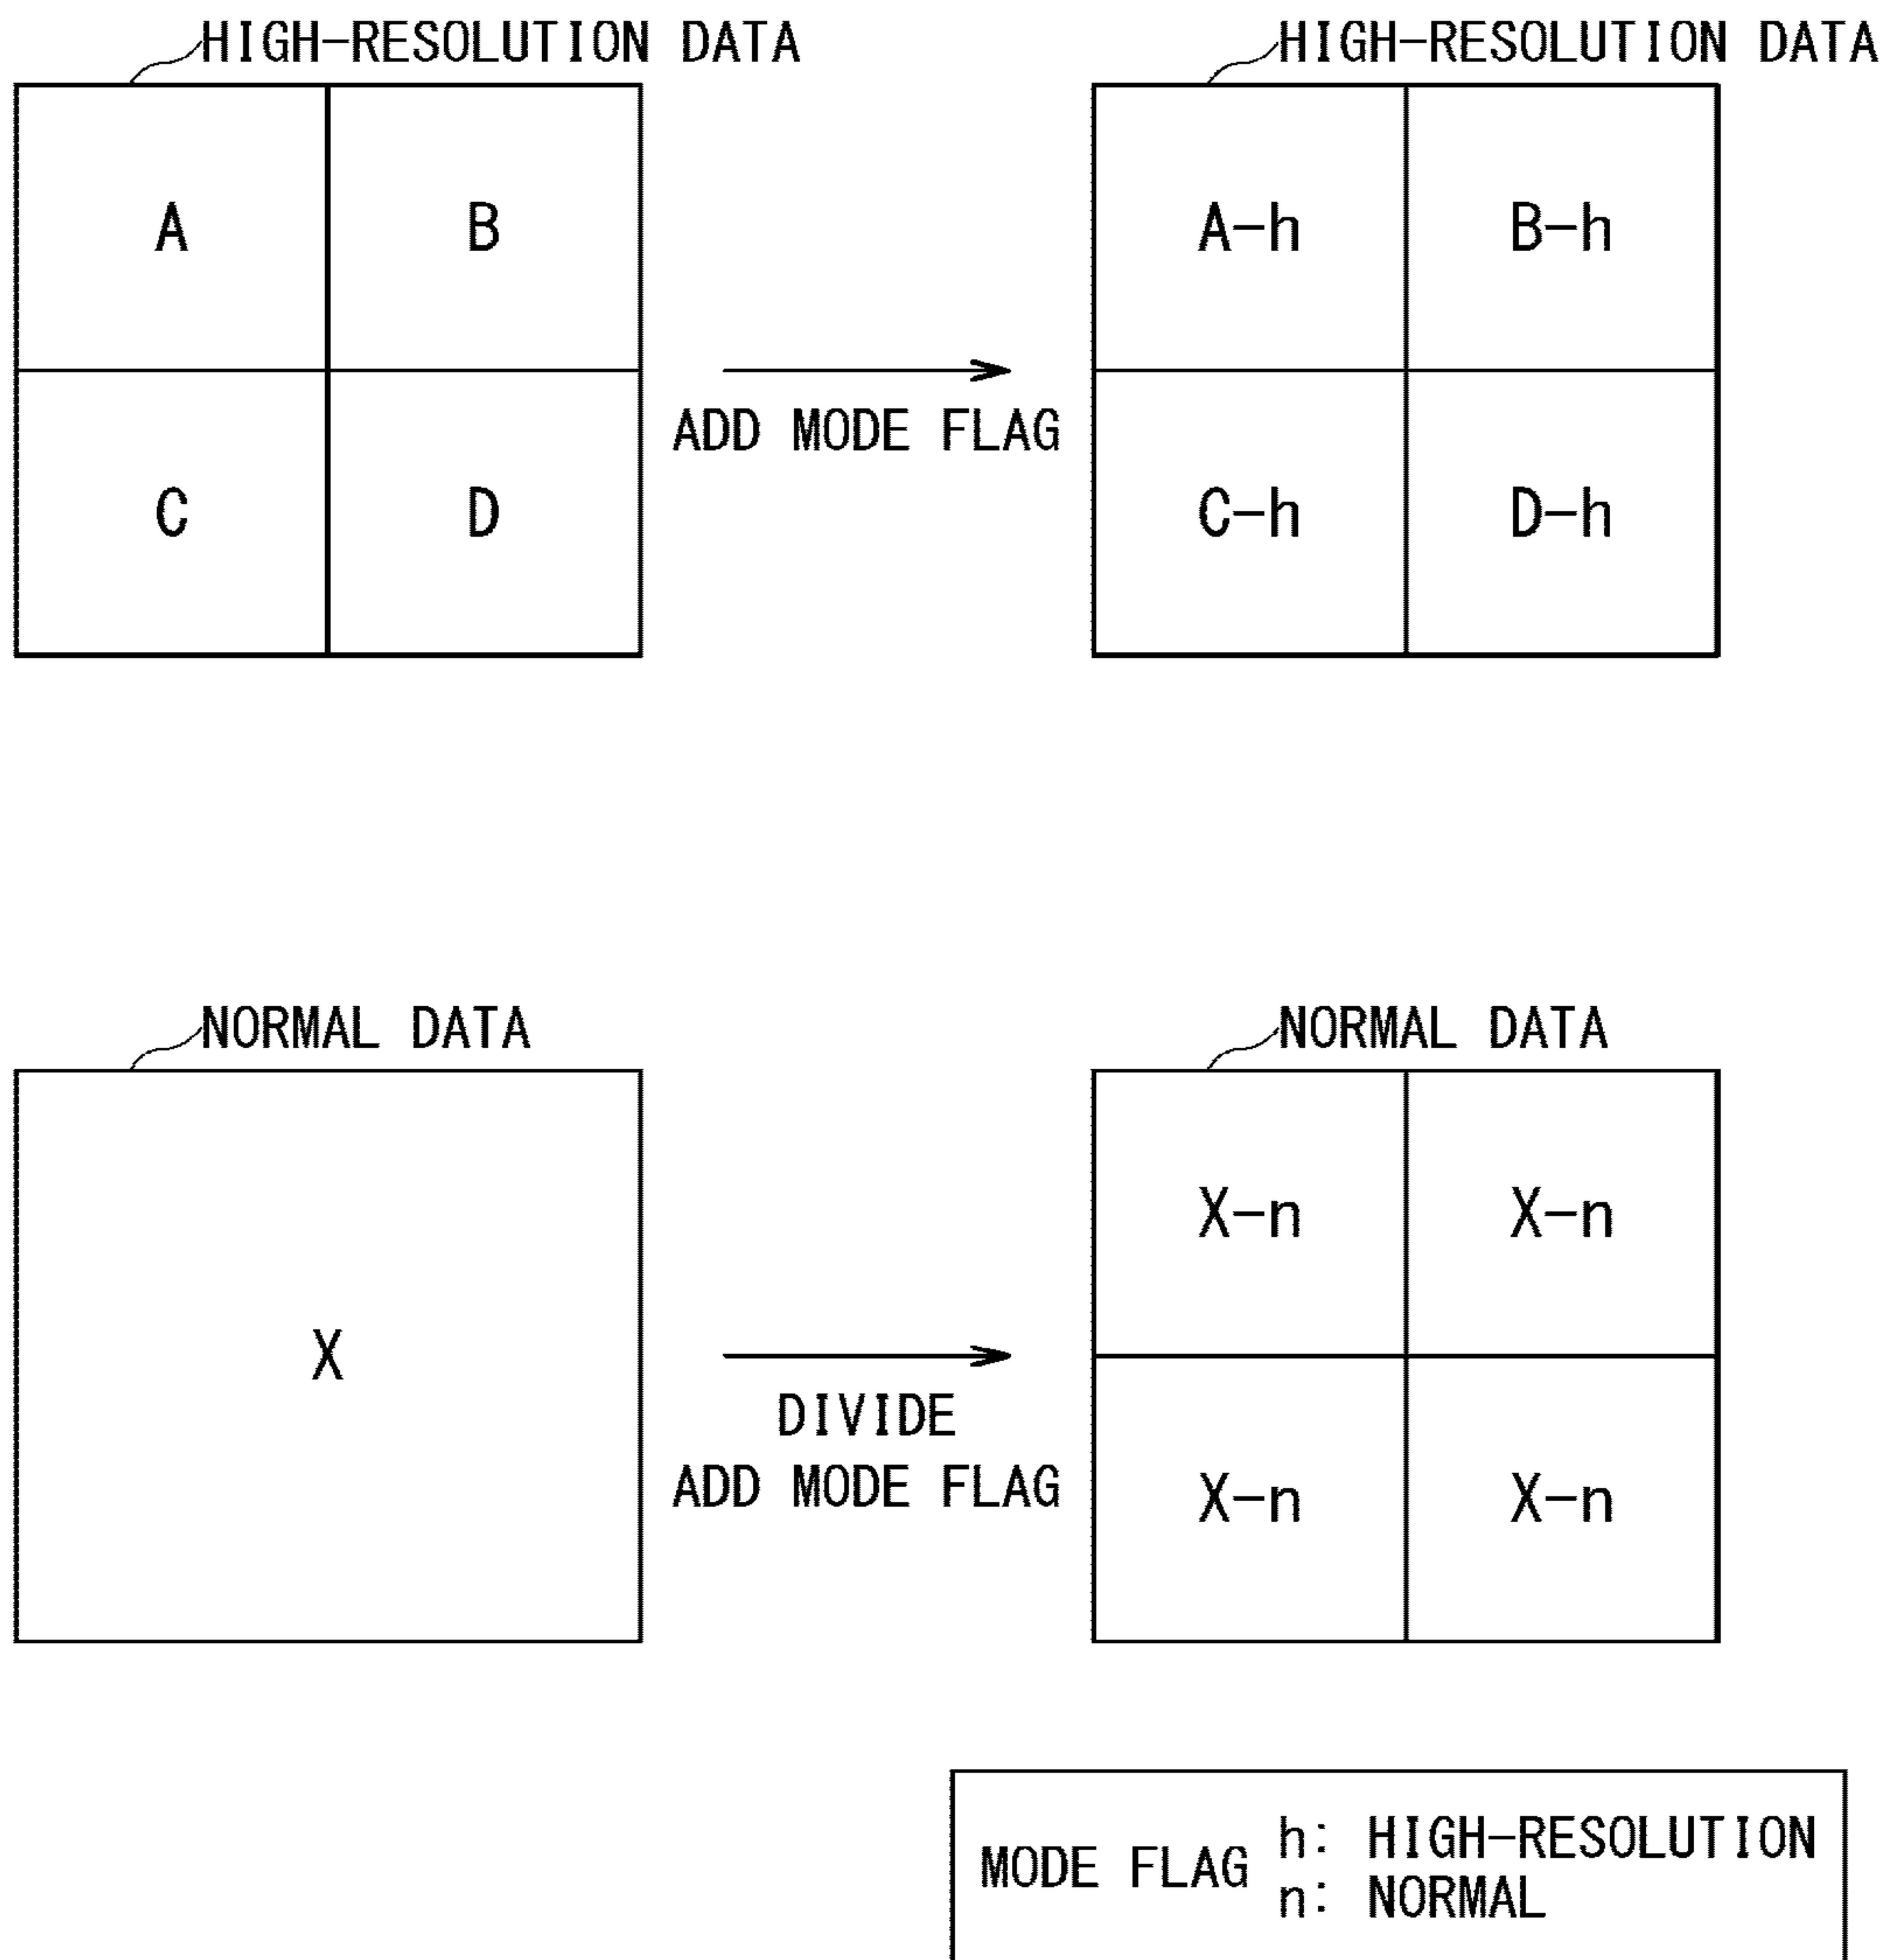 HIGH-RESOLUTION DATA
HIGH-RESOLUTION DATA
A
B
A-h
B-h
ADD MODE FLAG
C
D
C-h
D-h
NORMAL DATA
NORMAL DATA
X
X-n
X-n
DIVIDE
ADD MODE FLAG
X-n
X-n
MODE FLAG
h: HIGH-RESOLUTION
n: NORMAL